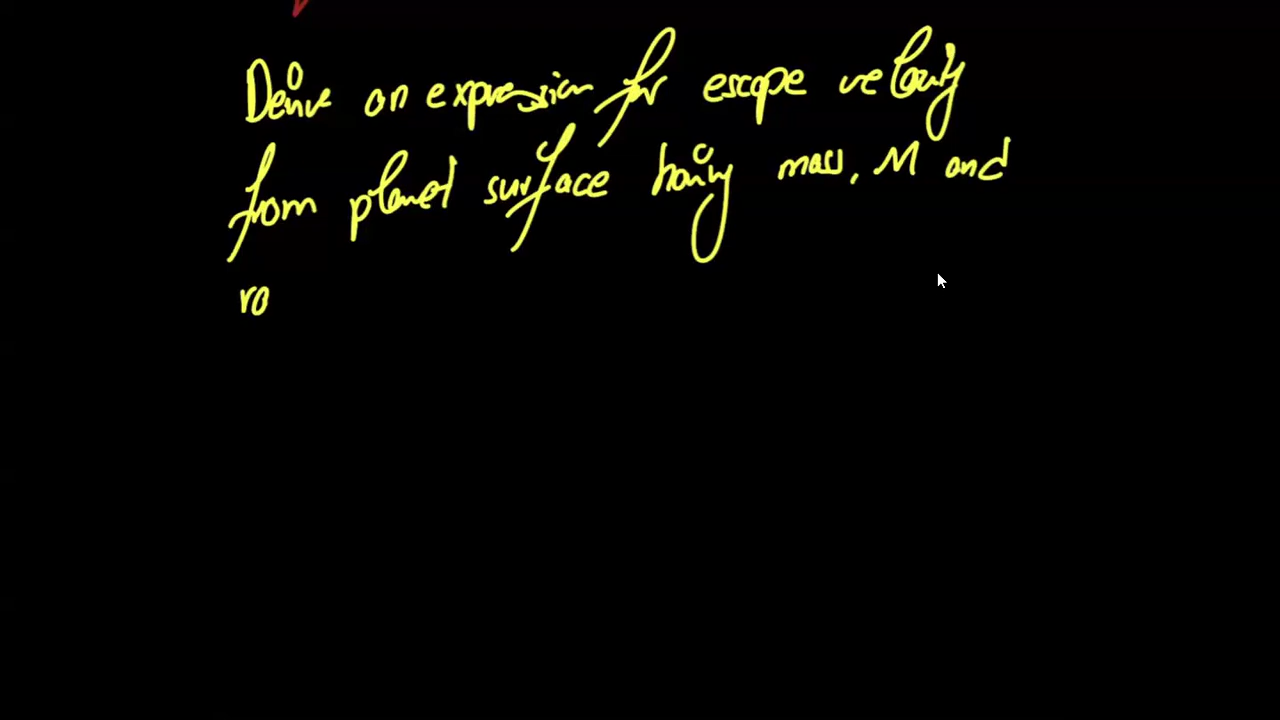 Derive an expression for escape velocity
from planet surface having mass, M and
ra